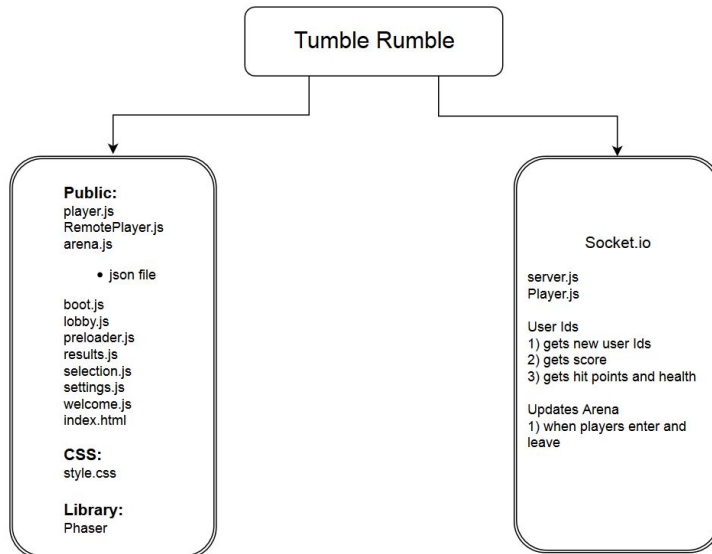 Tumble Rumble
Public:
player.js
RemotePlayer.js
arena.js
• json file
boot.js
lobby.js
preloader.js
results.js
selection.js
settings.js
welcome.js
index.html
CSS:
style.css
Library:
Phaser
Socket.io
server.js
Player.js
User Ids
1) gets new user Ids
2) gets score
3) gets hit points and health
Updates Arena
1) when players enter and
leave